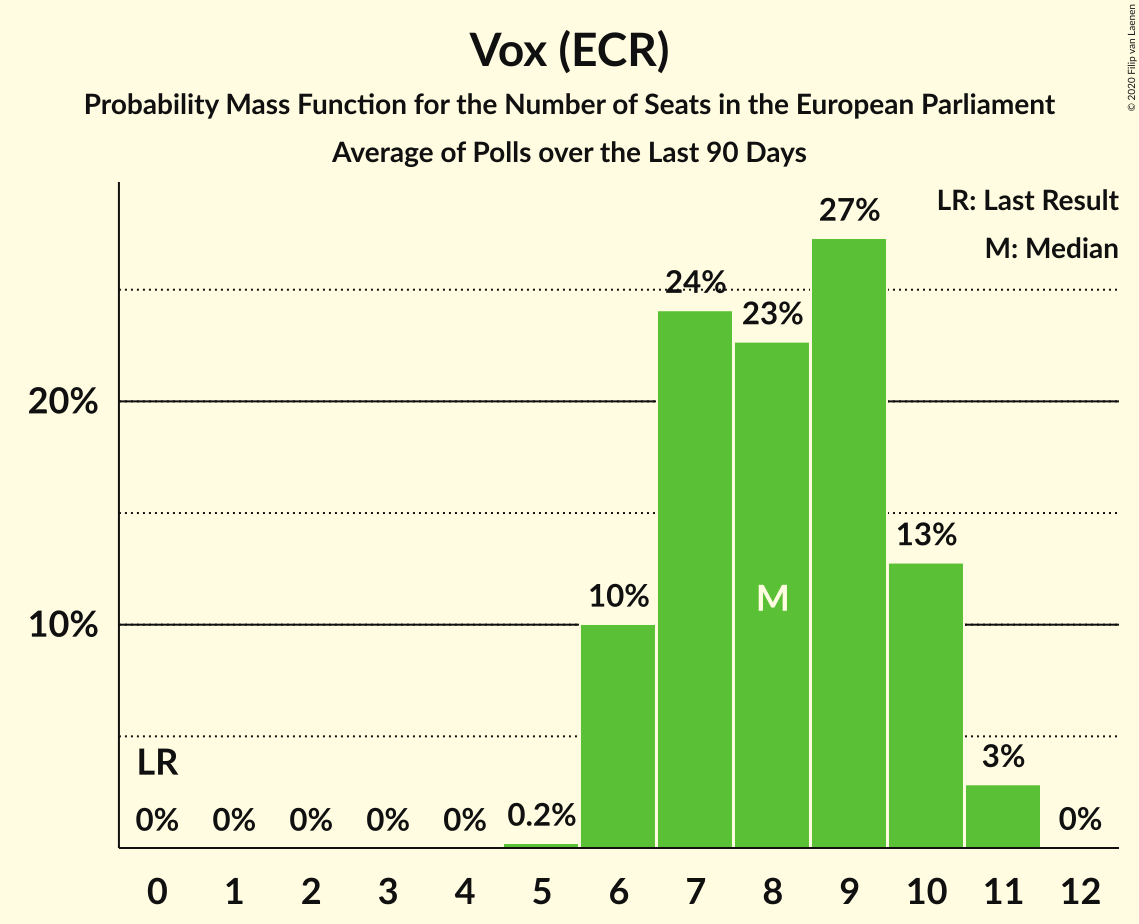 Vox (ECR)
Probability Mass Function for the Number of Seats in the European Parliament
Average of Polls over the Last 90 Days
© 2020 Filip van Laenen
LR: Last Result
M: Median
27%
24%
23%
20%
13%
10%
M
10%
LR
3%
0% 0% 0% 0% 0% 0.2% 0%
0 1 2 3 4 5 6 7 8 9 10 11 12